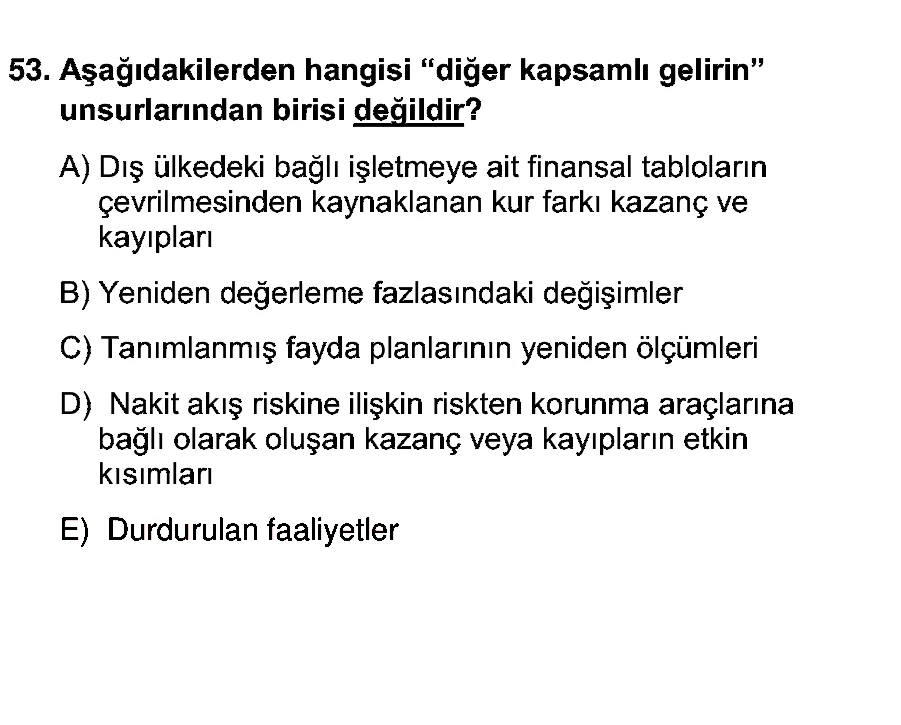 53. Aşağıdakilerden hangisi “diğer kapsamlı gelirin”
unsurlarından birisi değildir?
A) Dış ülkedeki bağlı işletmeye ait finansal tabloların
çevrilmesinden kaynaklanan kur farkı kazanç ve
kayıpları
B) Yeniden değerleme fazlasındaki değişimler
C) Tanımlanmış fayda planlarının yeniden ölçümleri
D) Nakit akış riskine ilişkin riskten korunma araçlarına
bağlı olarak oluşan kazanç veya kayıpların etkin
kısımları
E) Durdurulan faaliyetler